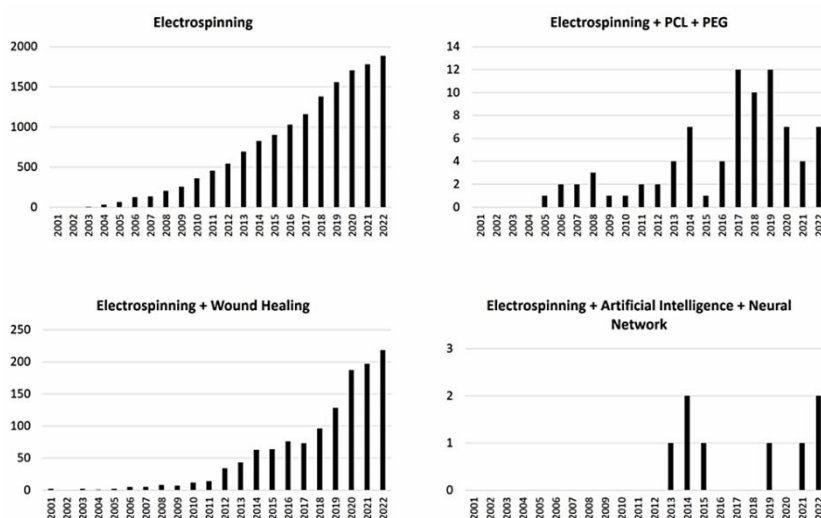 Electrospinning
2000
1500
1000
500
0
2001 2002 2003 2004 2005 2006 2007 2008 2009 2010 2011 2012 2013 2014 2015 2016 2017 2018 2019 2020 2021 2022
Electrospinning + PCL + PEG
14
12
10
8
6
4
2
0
2001 2002 2003 2004 2005 2006 2007 2008 2009 2010 2011 2012 2013 2014 2015 2016 2017 2018 2019 2020 2021 2022
Electrospinning + Wound Healing
250
200
150
100
50
0
2001 2002 2003 2004 2005 2006 2007 2008 2009 2010 2011 2012 2013 2014 2015 2016 2017 2018 2019 2020 2021 2022
Electrospinning + Artificial Intelligence + Neural
Network
3
2
1
0
2001 2002 2003 2004 2005 2006 2007 2008 2009 2010 2011 2012 2013 2014 2015 2016 2017 2018 2019 2020 2021 2022